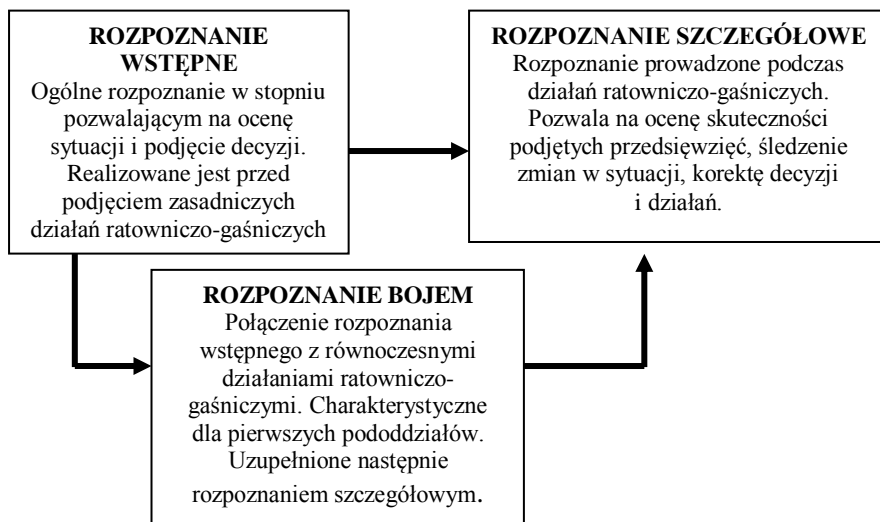 ROZPOZNANIE
WSTĘPNE
Ogólne rozpoznanie w stopniu
pozwalającym na ocenę
sytuacji i podjęcie decyzji.
Realizowane jest przed
podjęciem zasadniczych
działań ratowniczo-gaśniczych
ROZPOZNANIE SZCZEGÓŁOWE
Rozpoznanie prowadzone podczas
działań ratowniczo-gaśniczych.
Pozwala na ocenę skuteczności
podjętych przedsięwzięć, śledzenie
zmian w sytuacji, korektę decyzji
i działań.
ROZPOZNANIE BOJEM
Połączenie rozpoznania
wstępnego z równoczesnymi
działaniami ratowniczo-
gaśniczymi. Charakterystyczne
dla pierwszych pododdziałów.
Uzupełnione następnie
rozpoznaniem szczegółowym.